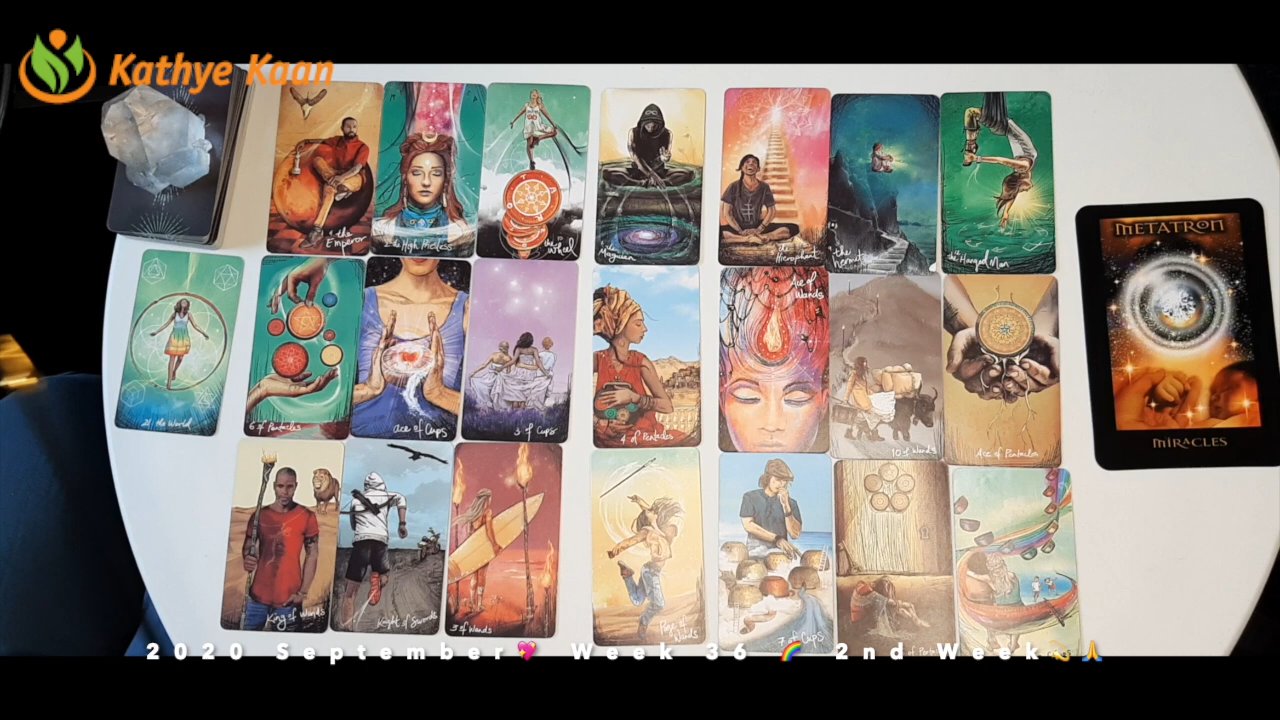 Kathye Kaan
the Emperor
the Wheel
the Magician
the Hierophant
the Hermit
the Hanged Man
METATRON
MIRACLES
21 the World
6 of Pentacles
ace of Cups
3 of Cups
4 of Pentacles
Ace of Wands
10 of Wands
Ace of Pentacles
King of Wands
Knight of Swords
3 of Wands
Page of Wands
7 of Cups
2020 September💖 Week 36 🌈 2nd Week💫🙏